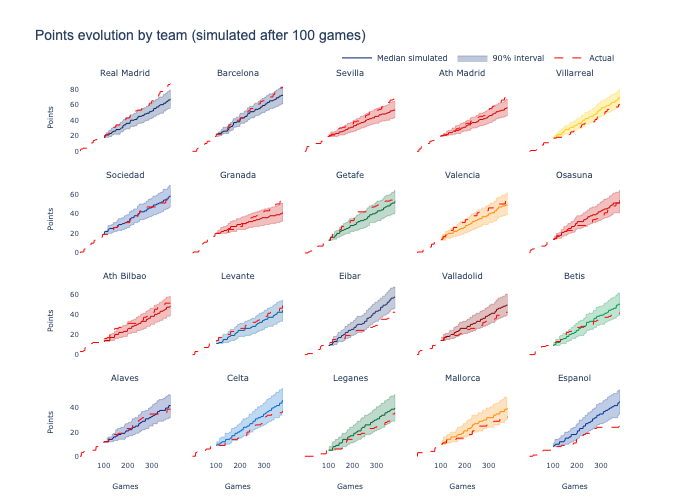 Points evolution by team (simulated after 100 games)
Median simulated 90% interval Actual
Real Madrid Barcelona Sevilla Ath Madrid Villarreal
80
60
40
20
0
Points
Sociedad Granada Getafe Valencia Osasuna
60
40
20
0
Points
Ath Bilbao Levante Eibar Valladolid Betis
60
40
20
0
Points
Alaves Celta Leganes Mallorca Espanol
40
20
0
Points
100 200 300 100 200 300 100 200 300 100 200 300 100 200 300
Games Games Games Games Games